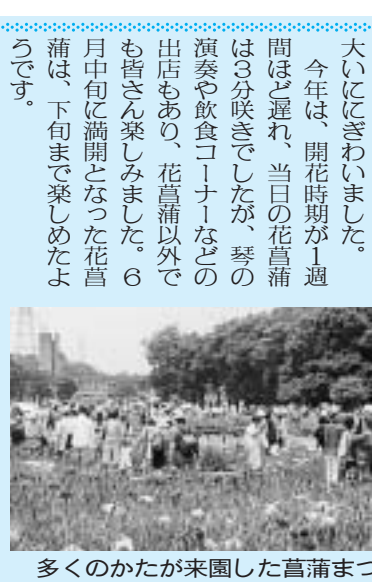 大いににぎわいました。
　今年は、開花時期が１週
間ほど遅れ、当日の花菖蒲
は３分咲きでしたが、琴の
演奏や飲食コーナーなどの
出店もあり、花菖蒲以外で
も皆さん楽しみました。６
月中旬に満開となった花菖
蒲は、下旬まで楽しめたよ
うです。
多くのかたが来園した菖蒲まつ